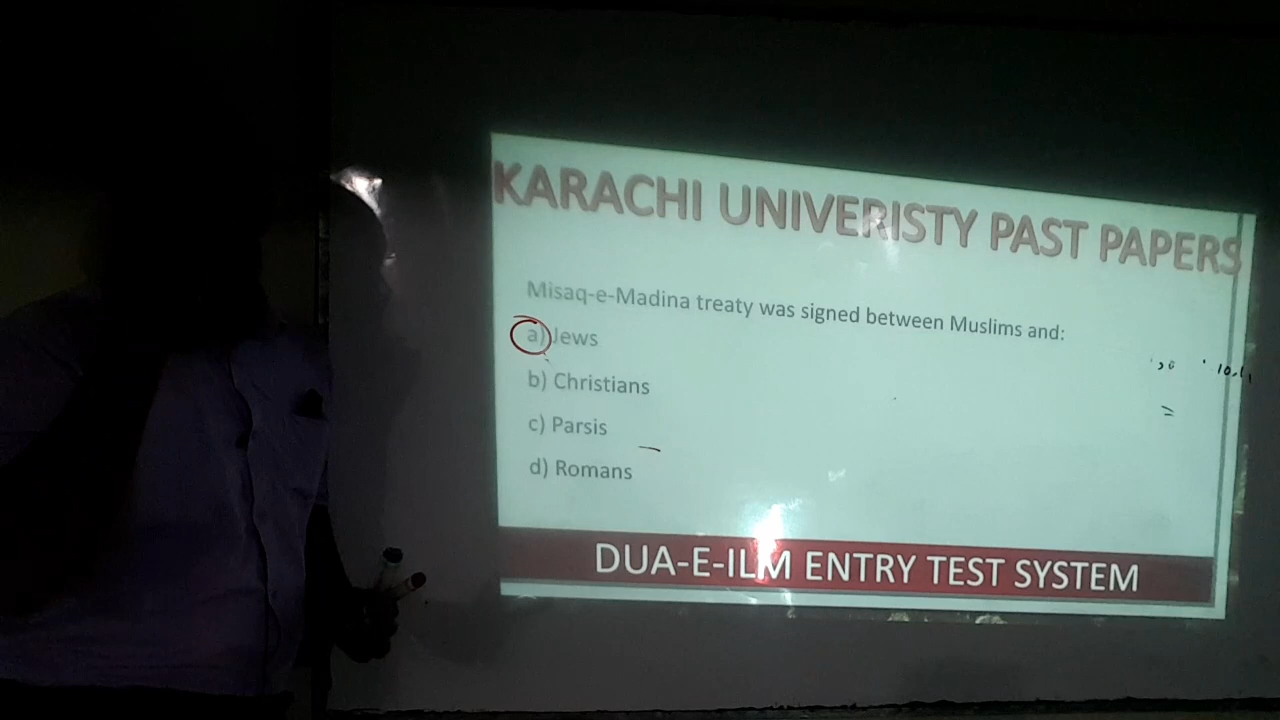 KARACHI UNIVERISTY PAST PAPERS
Misaq-e-Madina treaty was signed between Muslims and:
a) Jews
b) Christians
c) Parsis
d) Romans
DUA-E-ILM ENTRY TEST SYSTEM